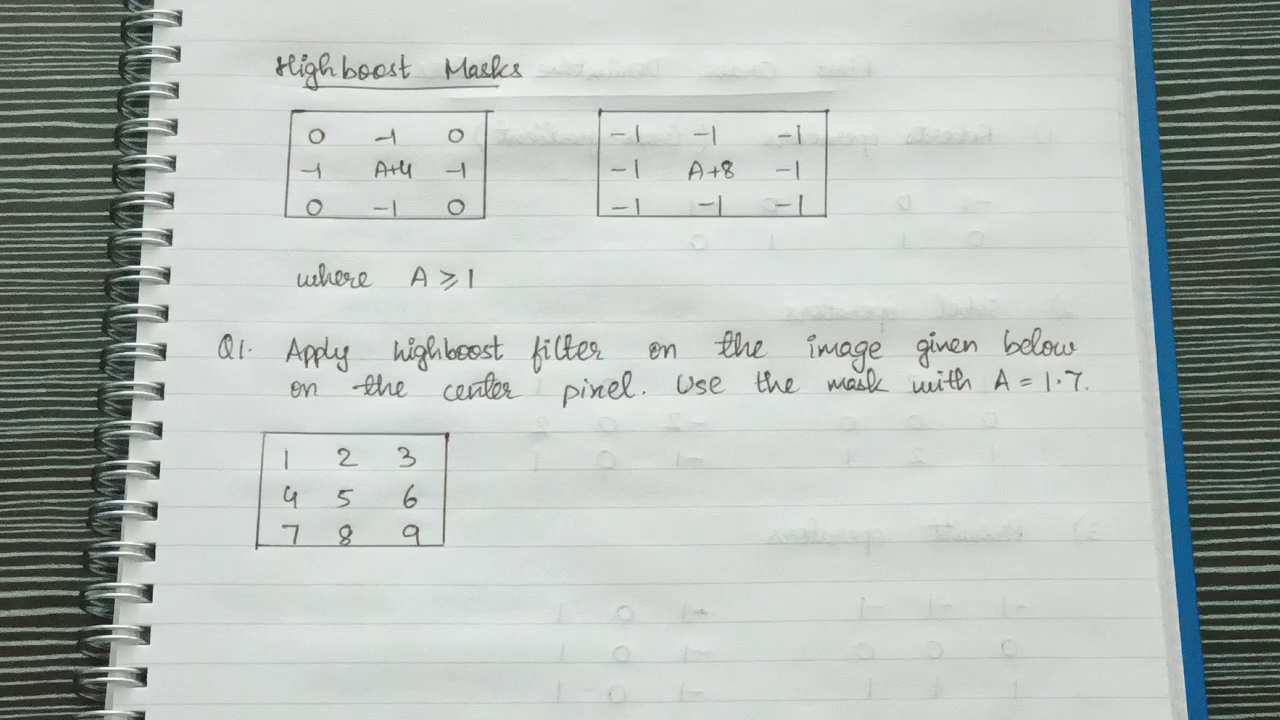 Highboost Masks
0 -1 0
-1 A+4 -1
0 -1 0
-1 -1 -1
-1 A+8 -1
-1 -1 -1
where A ⩾ 1
Q1. Apply highboost filter on the image given below
on the center pixel. Use the mask with A = 1.7.
1 2 3
4 5 6
7 8 9